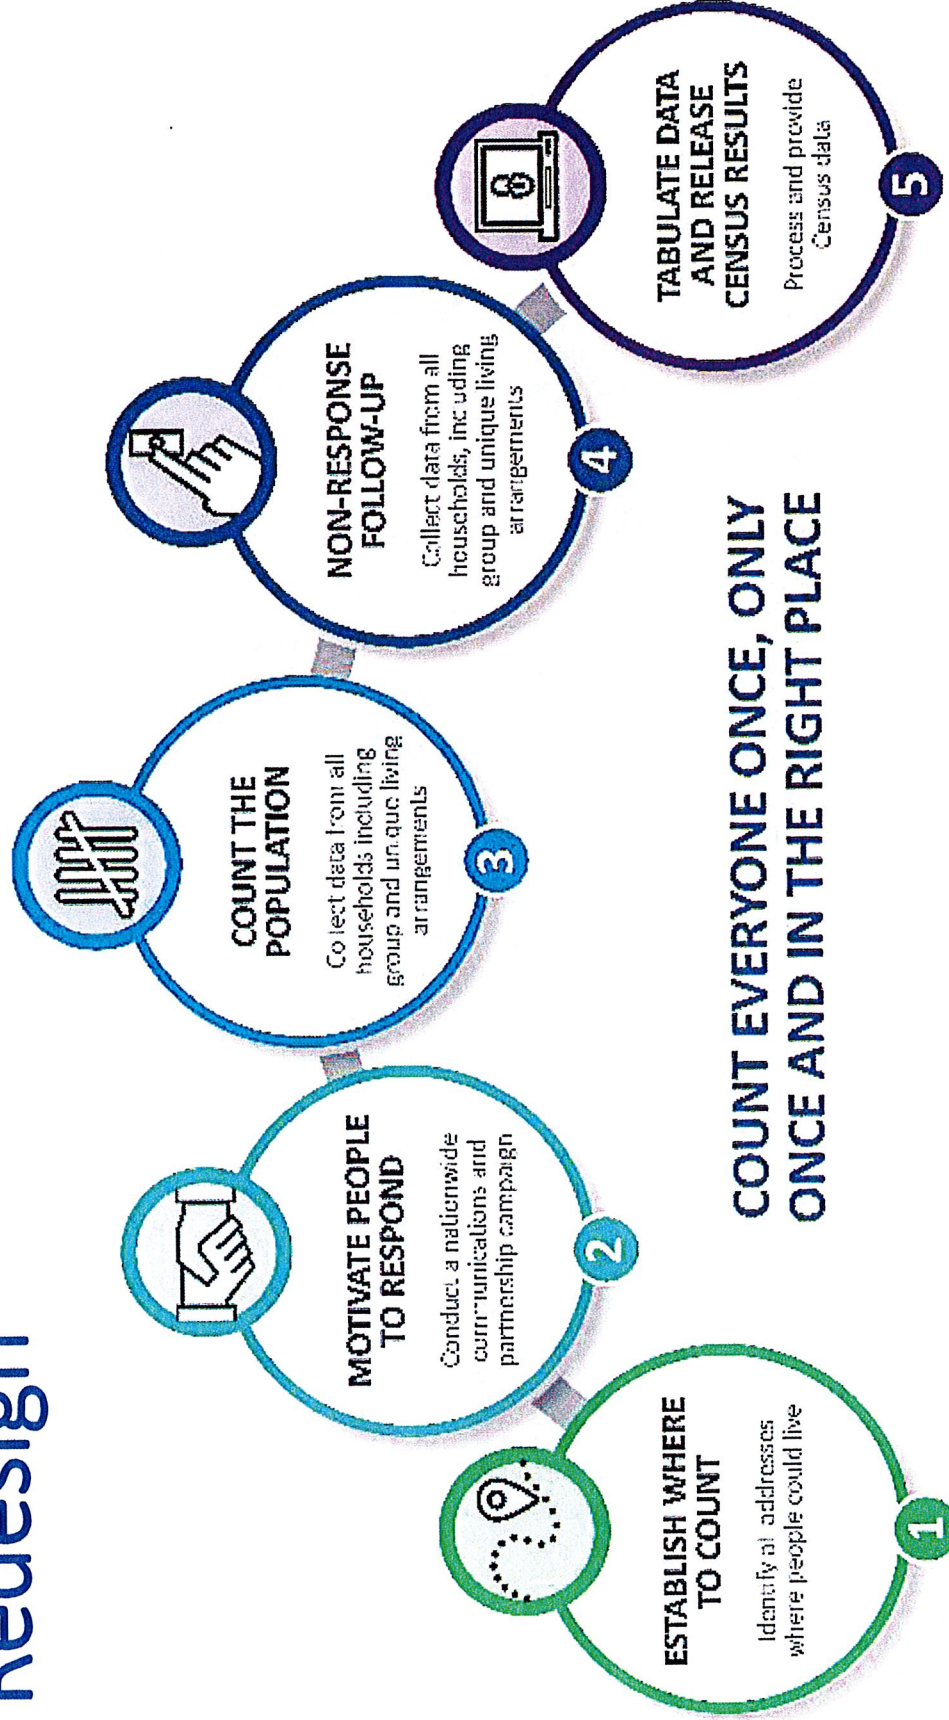 Redesign
ESTABLISH WHERE
TO COUNT
Identify all addresses
where people could live
1
MOTIVATE PEOPLE
TO RESPOND
Conduct a nationwide
communications and
partnership campaign
2
COUNT THE
POPULATION
Collect data from all
households including
group and unique living
arrangements
3
NON-RESPONSE
FOLLOW-UP
Collect data from all
households, including
group and unique living
arrangements
4
TABULATE DATA
AND RELEASE
CENSUS RESULTS
Process and provide
Census data
5
COUNT EVERYONE ONCE, ONLY
ONCE AND IN THE RIGHT PLACE